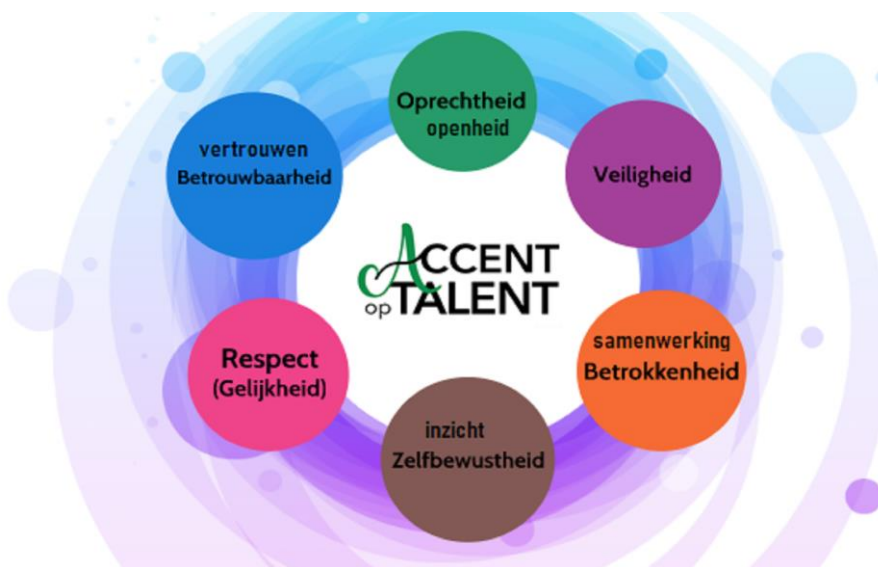 Oprechtheid
openheid
vertrouwen
Betrouwbaarheid
Veiligheid
ACCENT
op TALENT
samenwerking
Betrokkenheid
Respect
(Gelijkheid)
inzicht
Zelfbewustheid